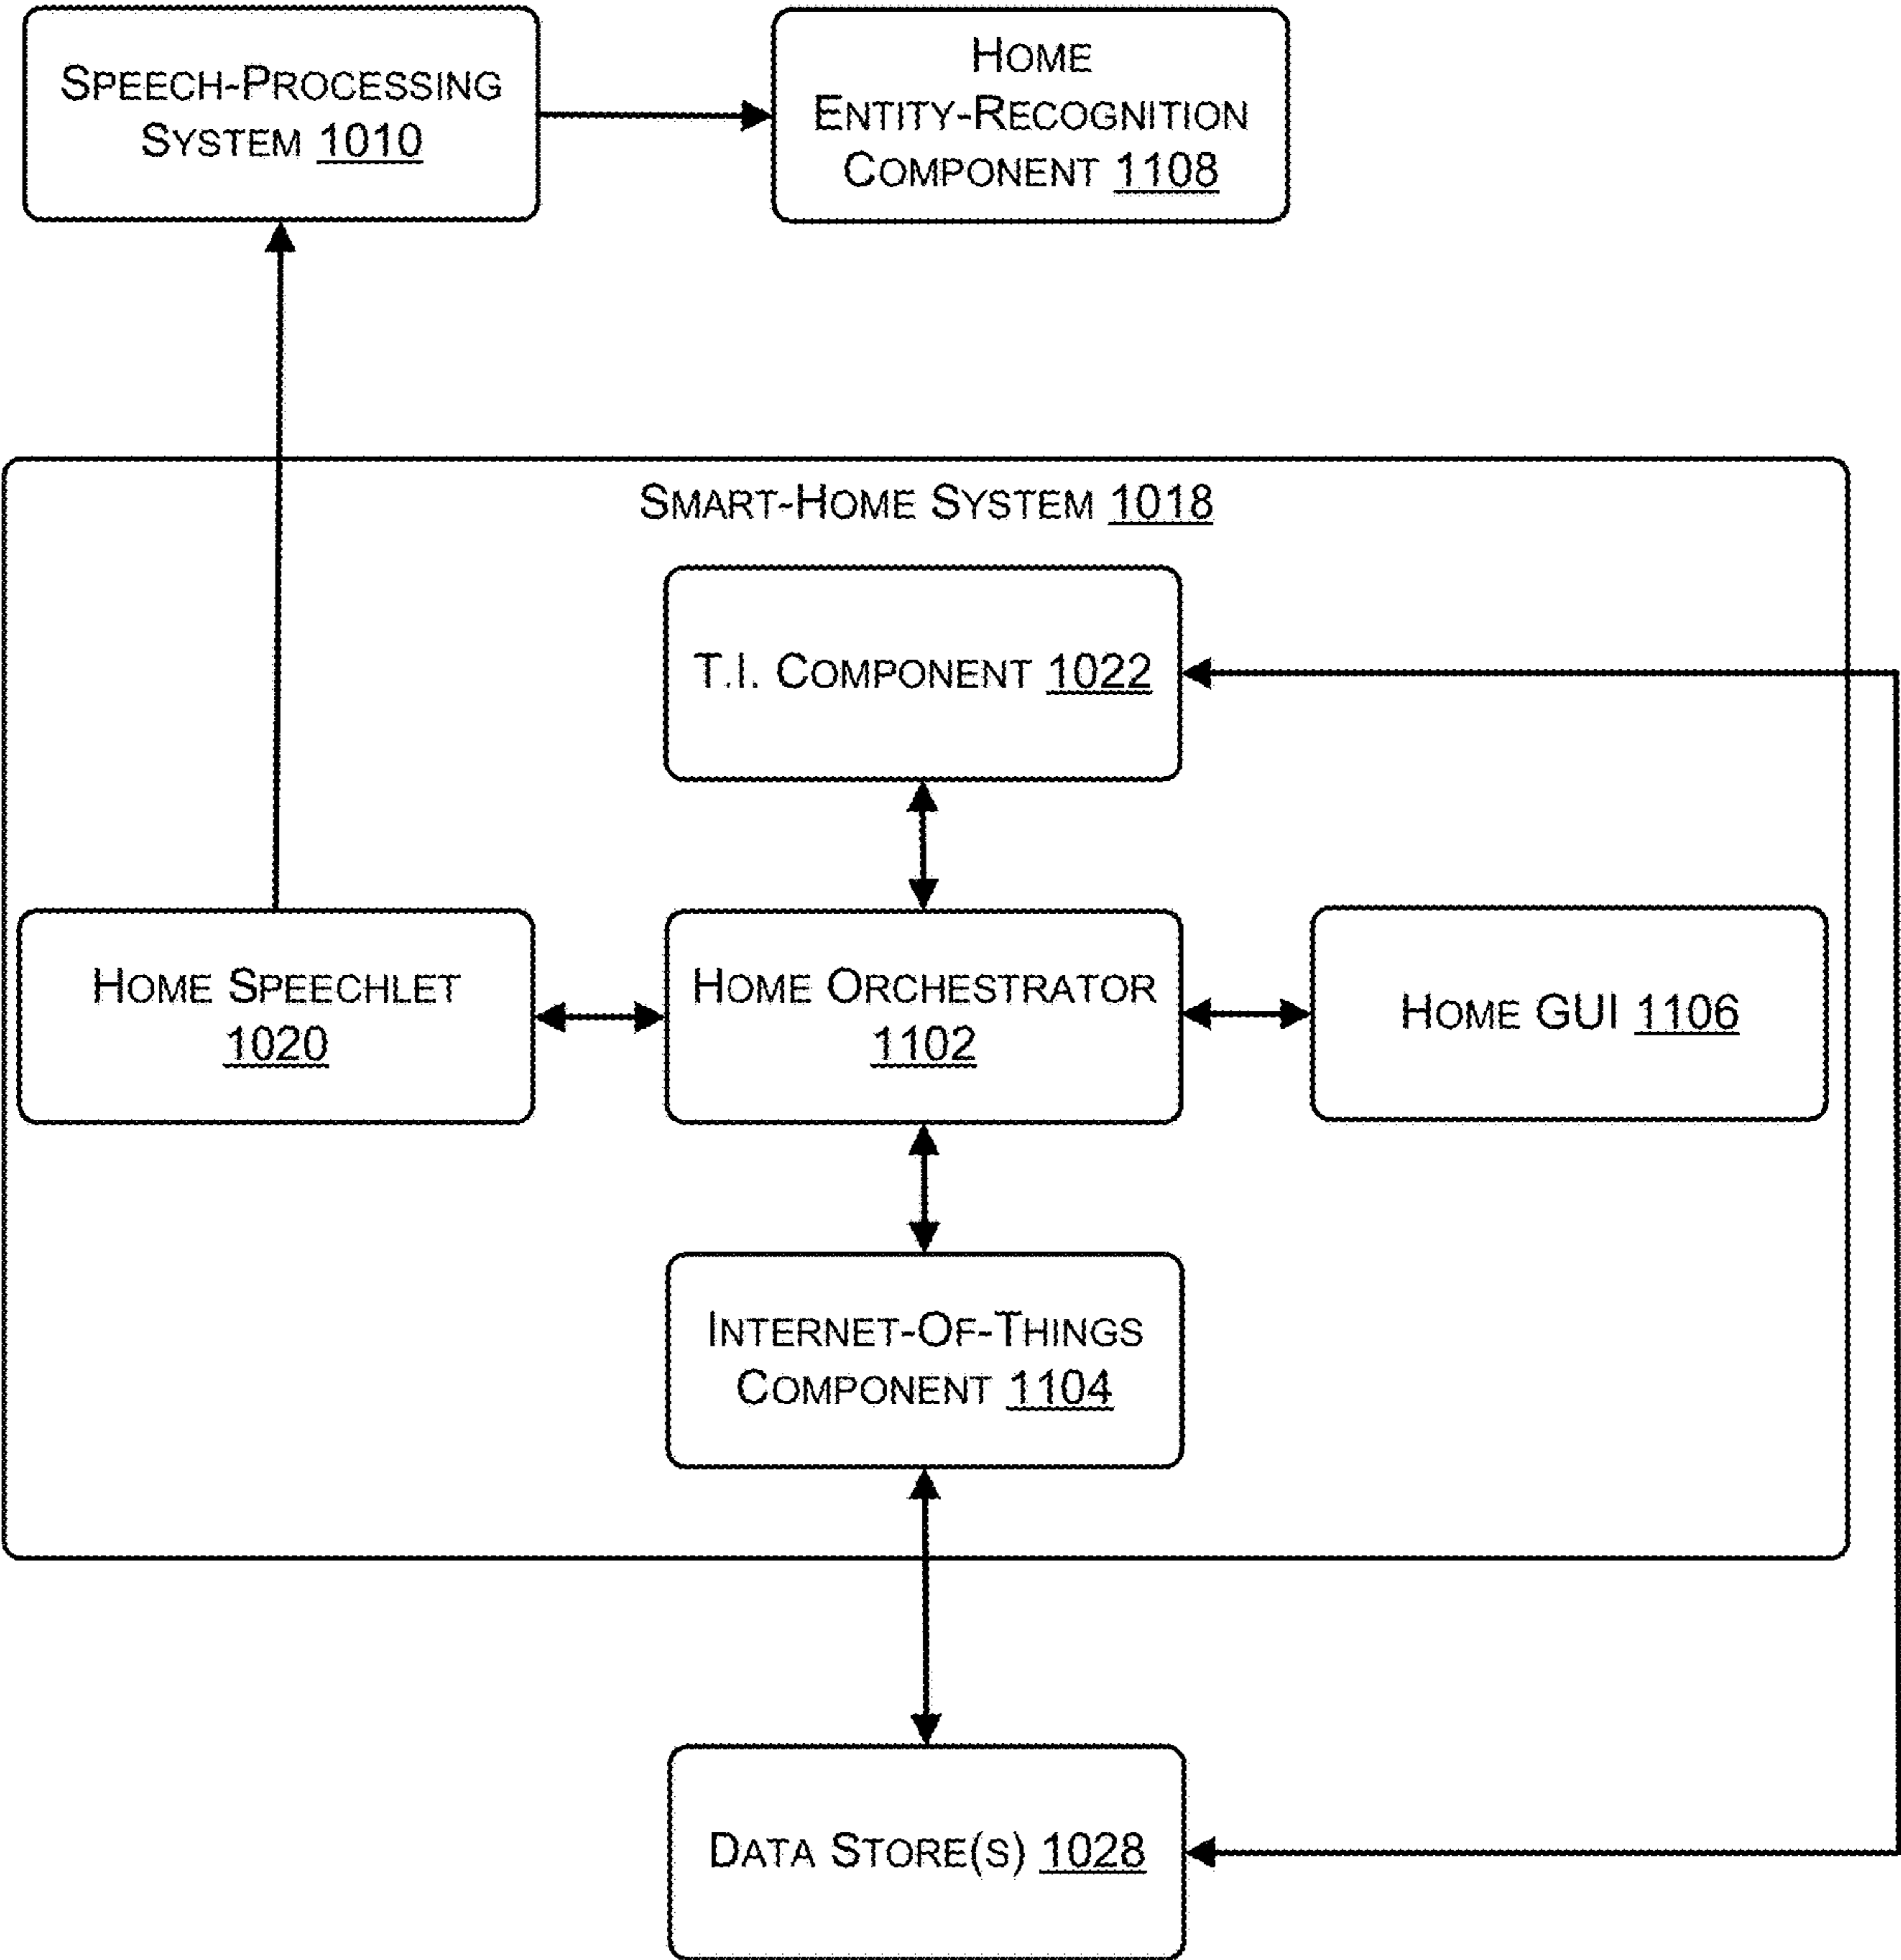 SPEECH-PROCESSING
SYSTEM 1010
HOME
ENTITY-RECOGNITION
COMPONENT 1108
SMART-HOME SYSTEM 1018
T.I. COMPONENT 1022
HOME SPEECHLET
1020
HOME ORCHESTRATOR
1102
HOME GUI 1106
INTERNET-OF-THINGS
COMPONENT 1104
DATA STORE(S) 1028